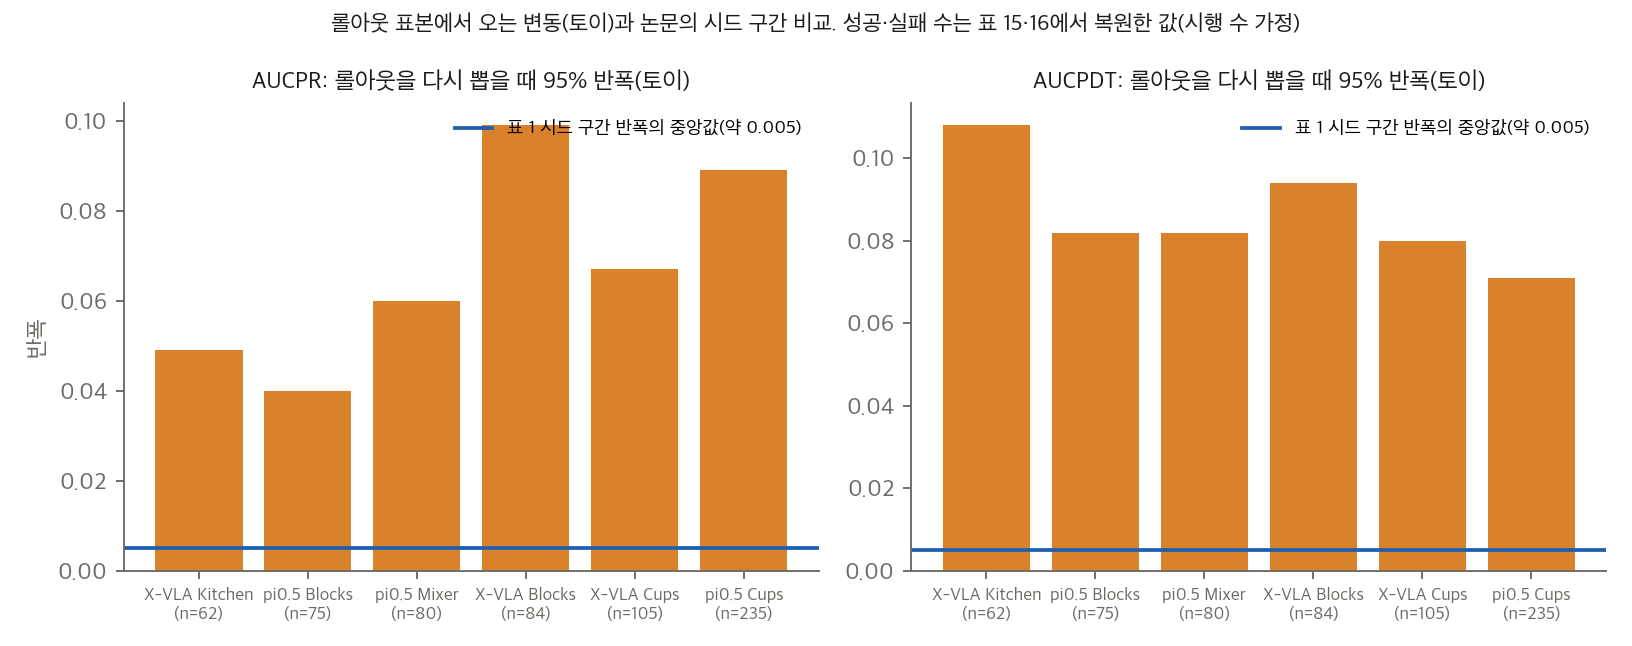 롤아웃 표본에서 오는 변동(토이)과 논문의 시드 구간 비교. 성공·실패 수는 표 15·16에서 복원한 값(시행 수 가정)
AUCPR: 롤아웃을 다시 뽑을 때 95% 반폭(토이)
표 1 시드 구간 반폭의 중앙값(약 0.005)
반폭
0.10
0.08
0.06
0.04
0.02
0.00
X-VLA Kitchen pi0.5 Blocks pi0.5 Mixer X-VLA Blocks X-VLA Cups pi0.5 Cups
(n=62) (n=75) (n=80) (n=84) (n=105) (n=235)
AUCPDT: 롤아웃을 다시 뽑을 때 95% 반폭(토이)
표 1 시드 구간 반폭의 중앙값(약 0.005)
0.10
0.08
0.06
0.04
0.02
0.00
X-VLA Kitchen pi0.5 Blocks pi0.5 Mixer X-VLA Blocks X-VLA Cups pi0.5 Cups
(n=62) (n=75) (n=80) (n=84) (n=105) (n=235)